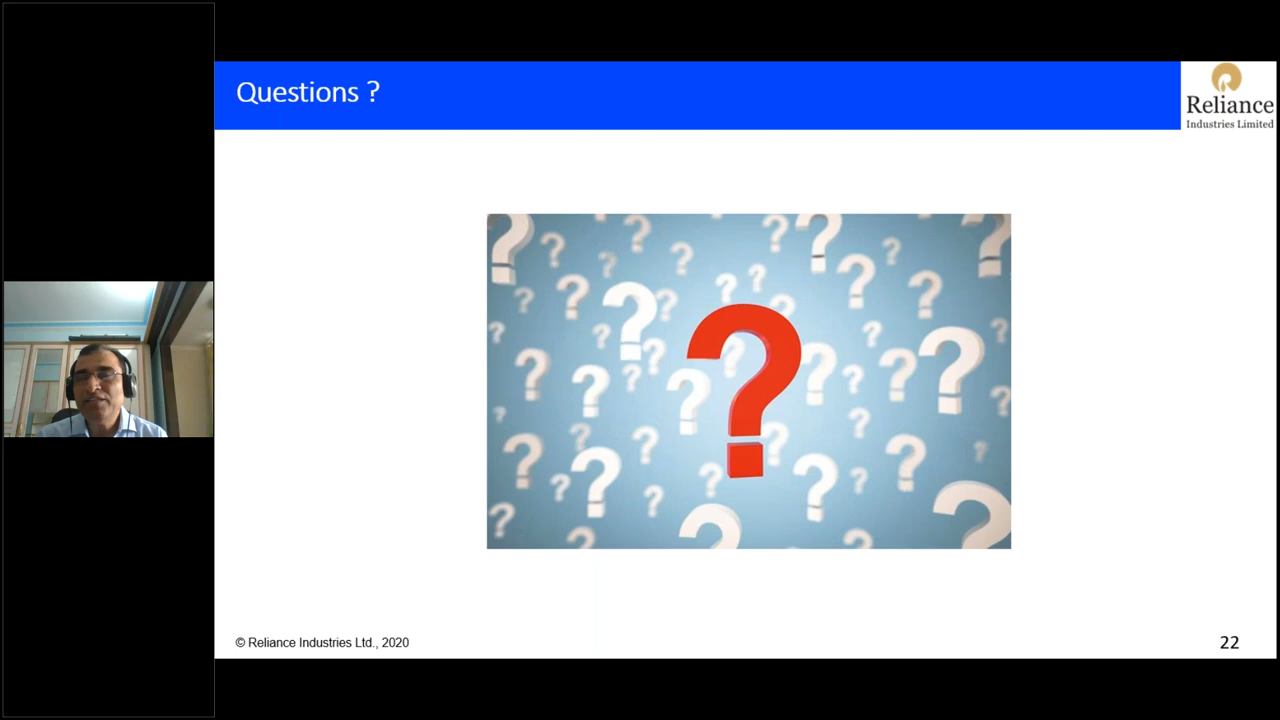 Questions ?
Reliance
Industries Limited
© Reliance Industries Ltd., 2020
22